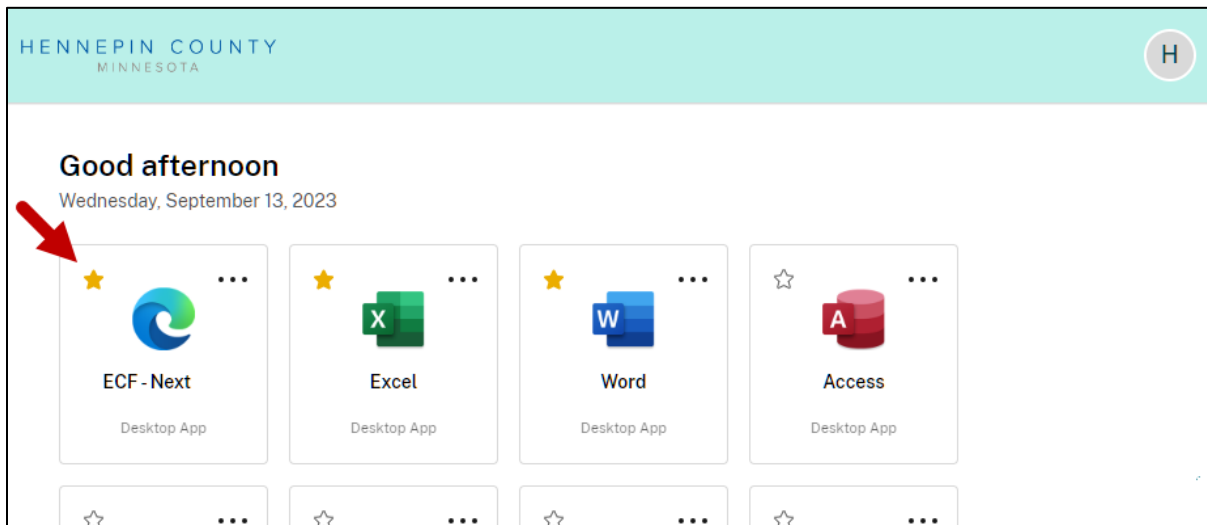 HENNEPIN COUNTY
MINNESOTA
H
Good afternoon
Wednesday, September 13, 2023
X
W
A
ECF - Next
Excel
Word
Access
Desktop App
Desktop App
Desktop App
Desktop App